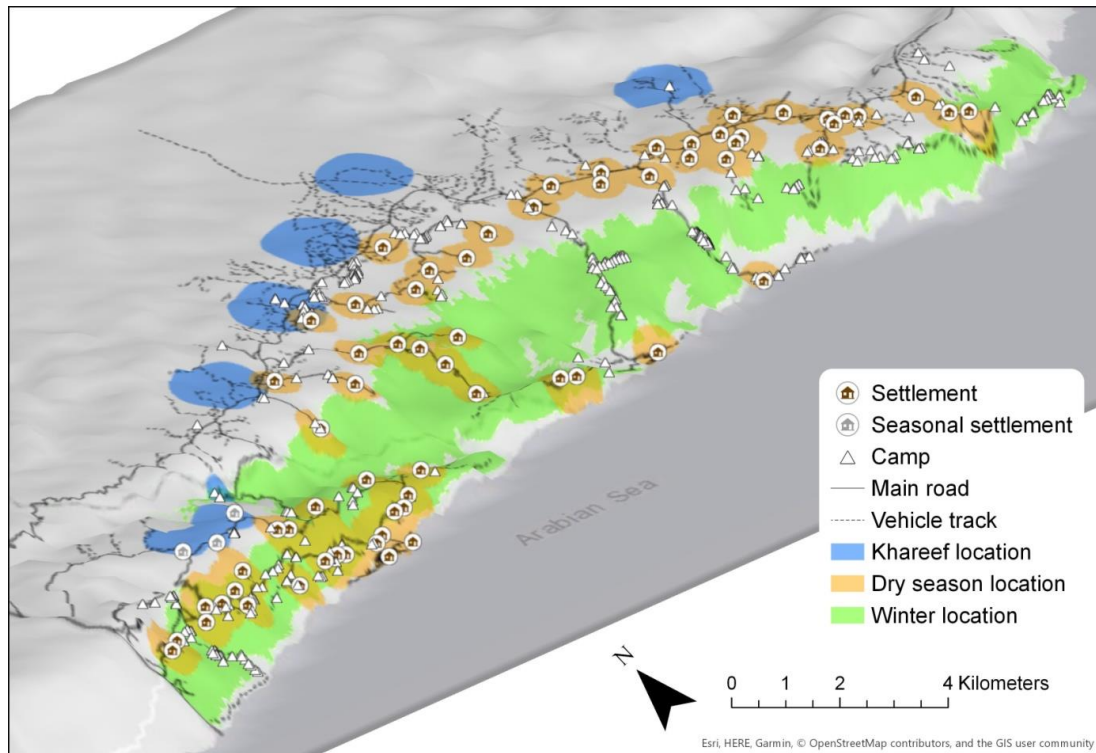 Arabian Sea
Settlement
Seasonal settlement
Camp
Main road
Vehicle track
Khareef location
Dry season location
Winter location
N
0 1 2 4 Kilometers
Esri, HERE, Garmin, © OpenStreetMap contributors, and the GIS user community